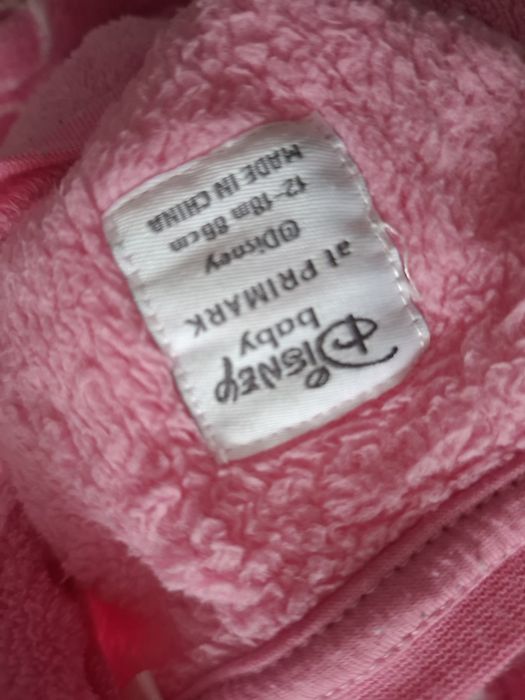 DISNEY
baby
at PRIMARK
©Disney
12-18m 86cm
MADE IN CHINA